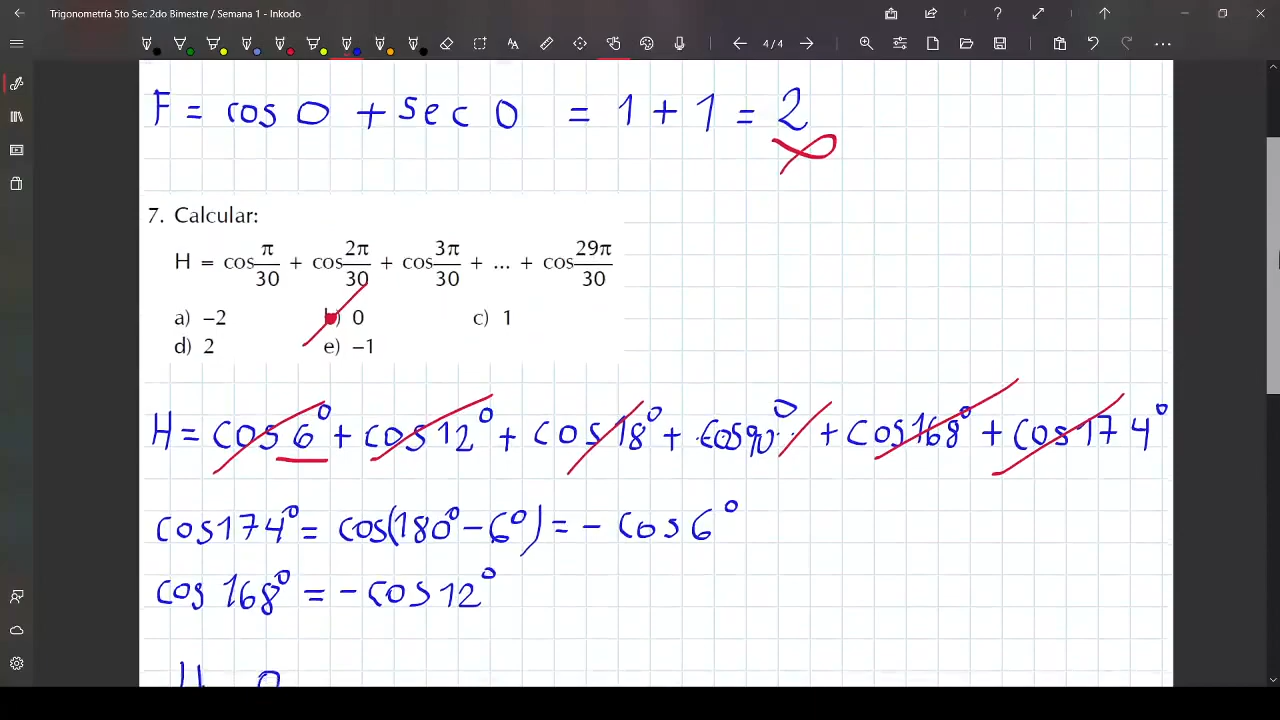 Trigonometría 5to Sec 2do Bimestre / Semana 1 - Inkodo
4/4
F = cos 0 + sec 0 = 1 + 1 = 2
7. Calcular:
H = cos π/30 + cos 2π/30 + cos 3π/30 + ... + cos 29π/30
a) –2 b) 0 c) 1
d) 2 e) –1
H = cos 6° + cos 12° + cos 18° + cos 90° + cos 168° + cos 174°
cos 174° = cos(180° - 6°) = - cos 6°
cos 168° = - cos 12°